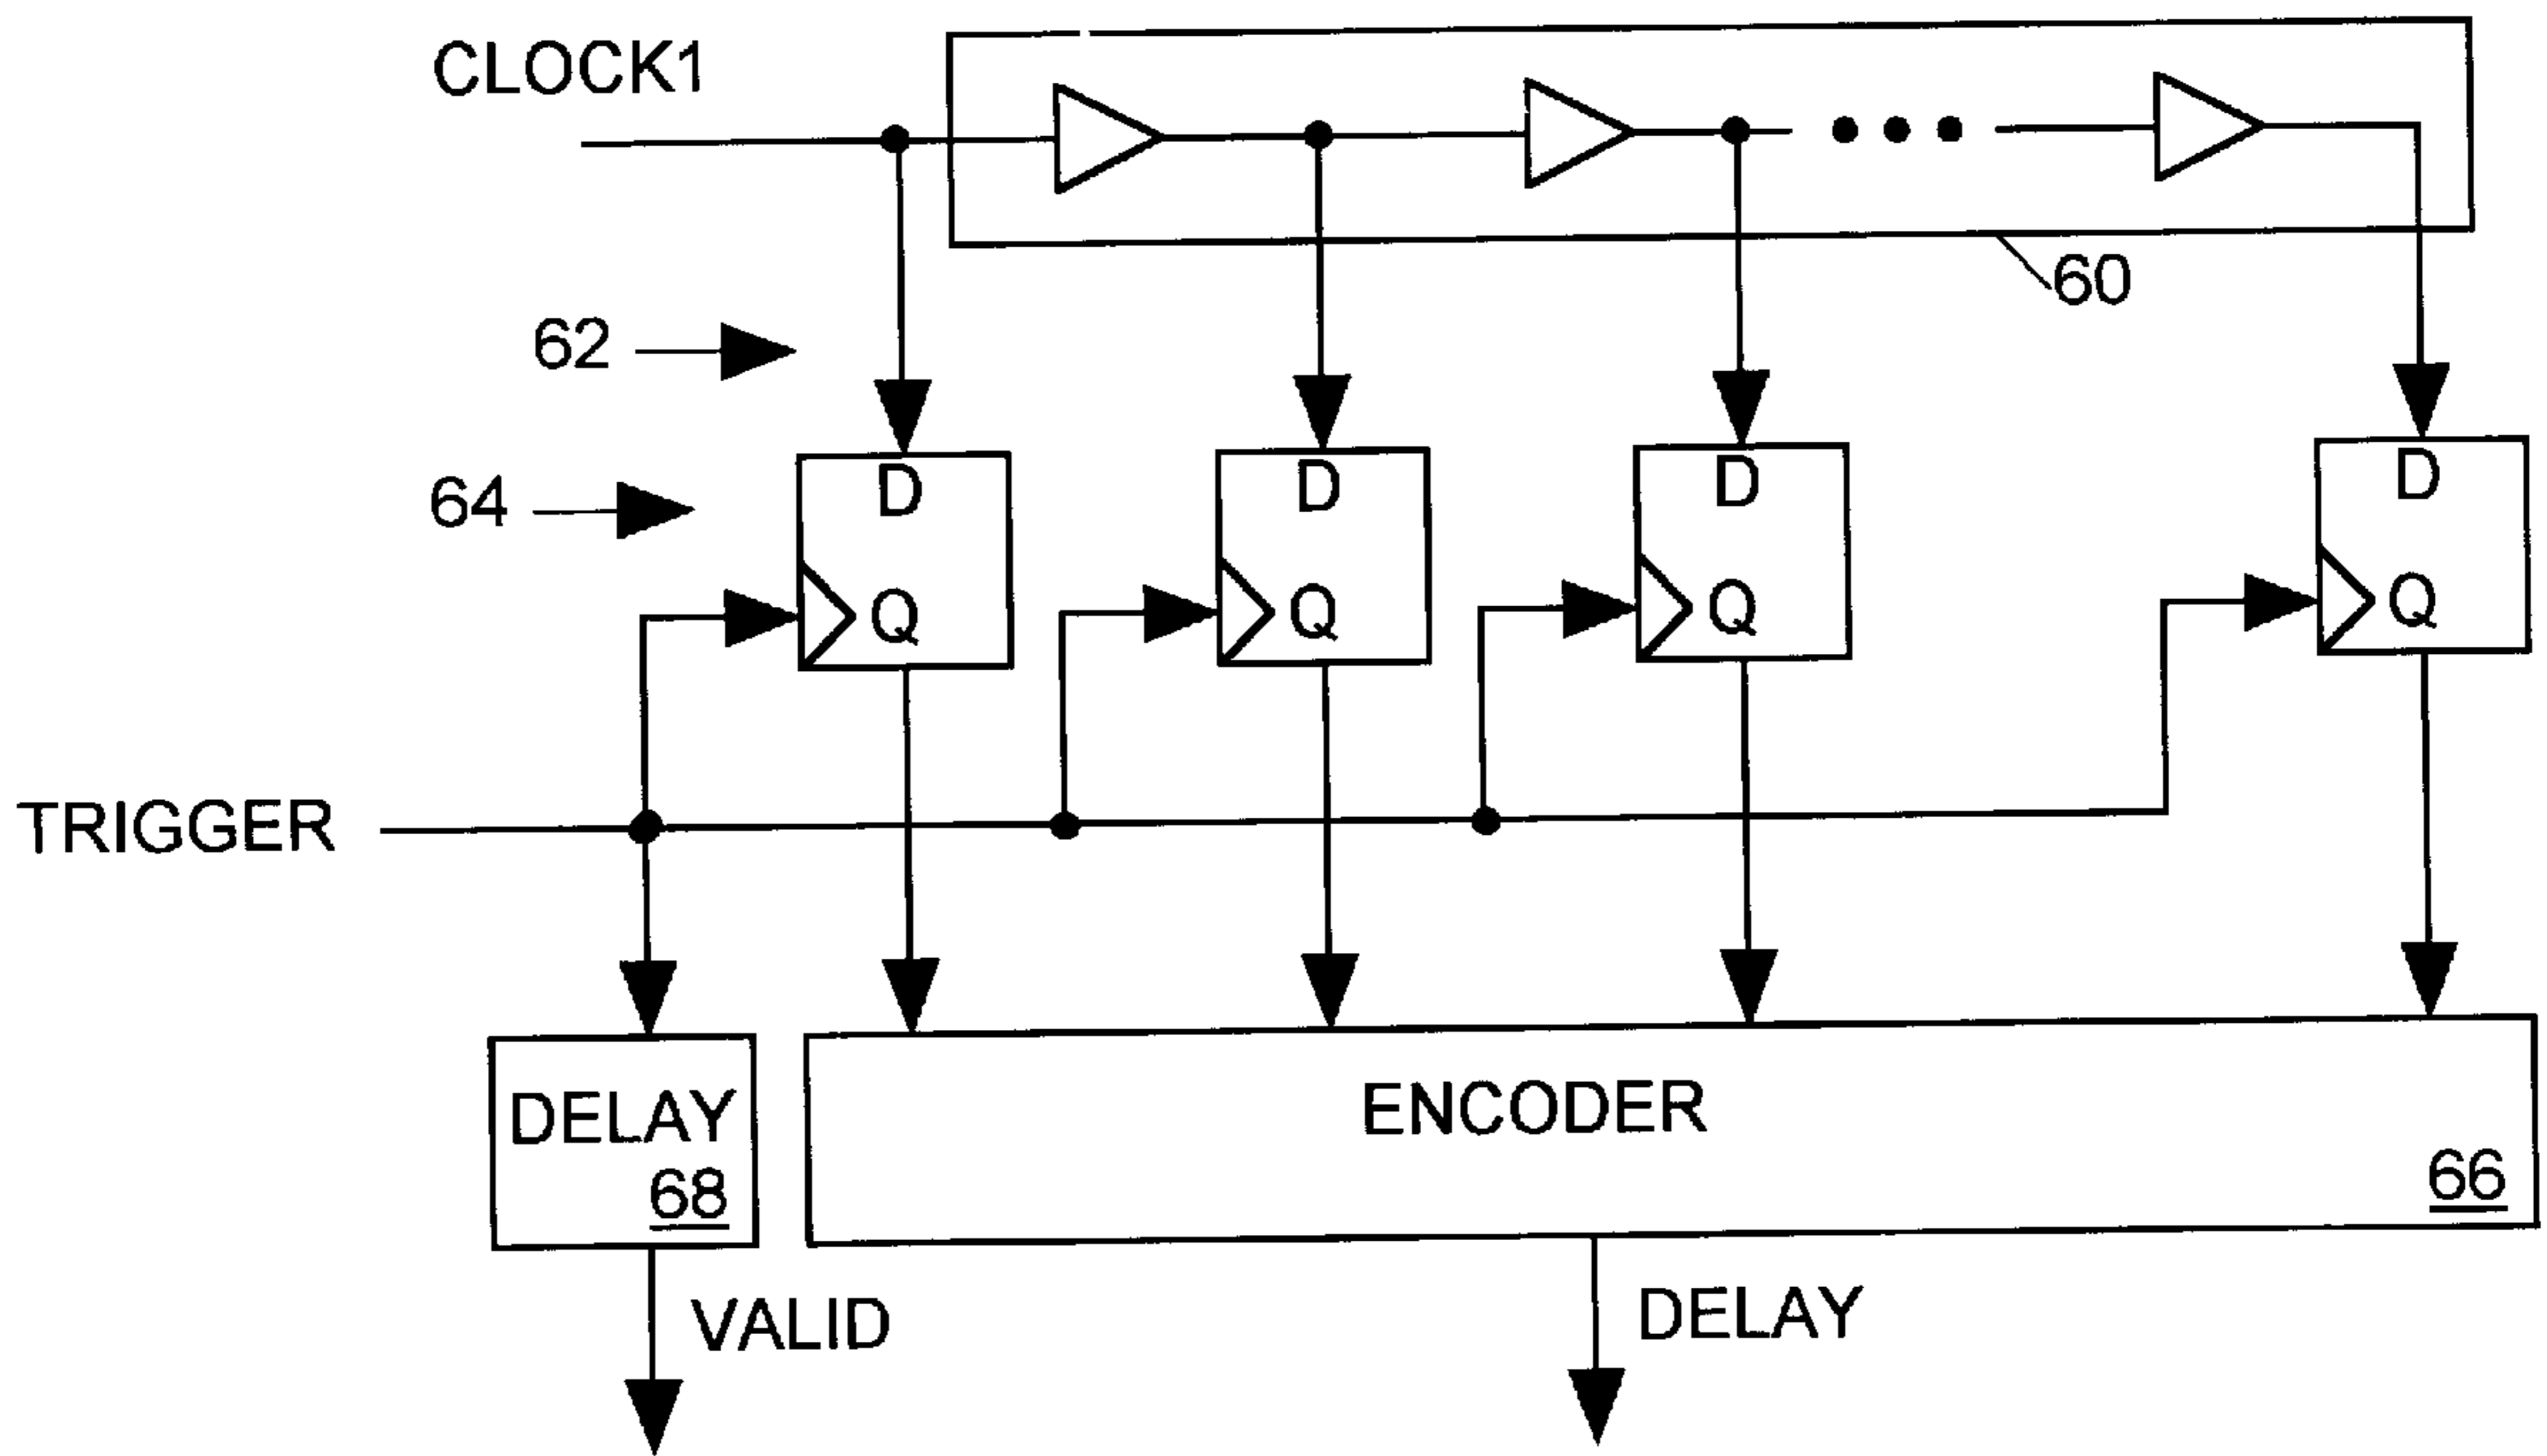 CLOCK1
60
62
64
D
D
D
D
Q
Q
Q
Q
TRIGGER
DELAY
68
ENCODER
66
VALID
DELAY